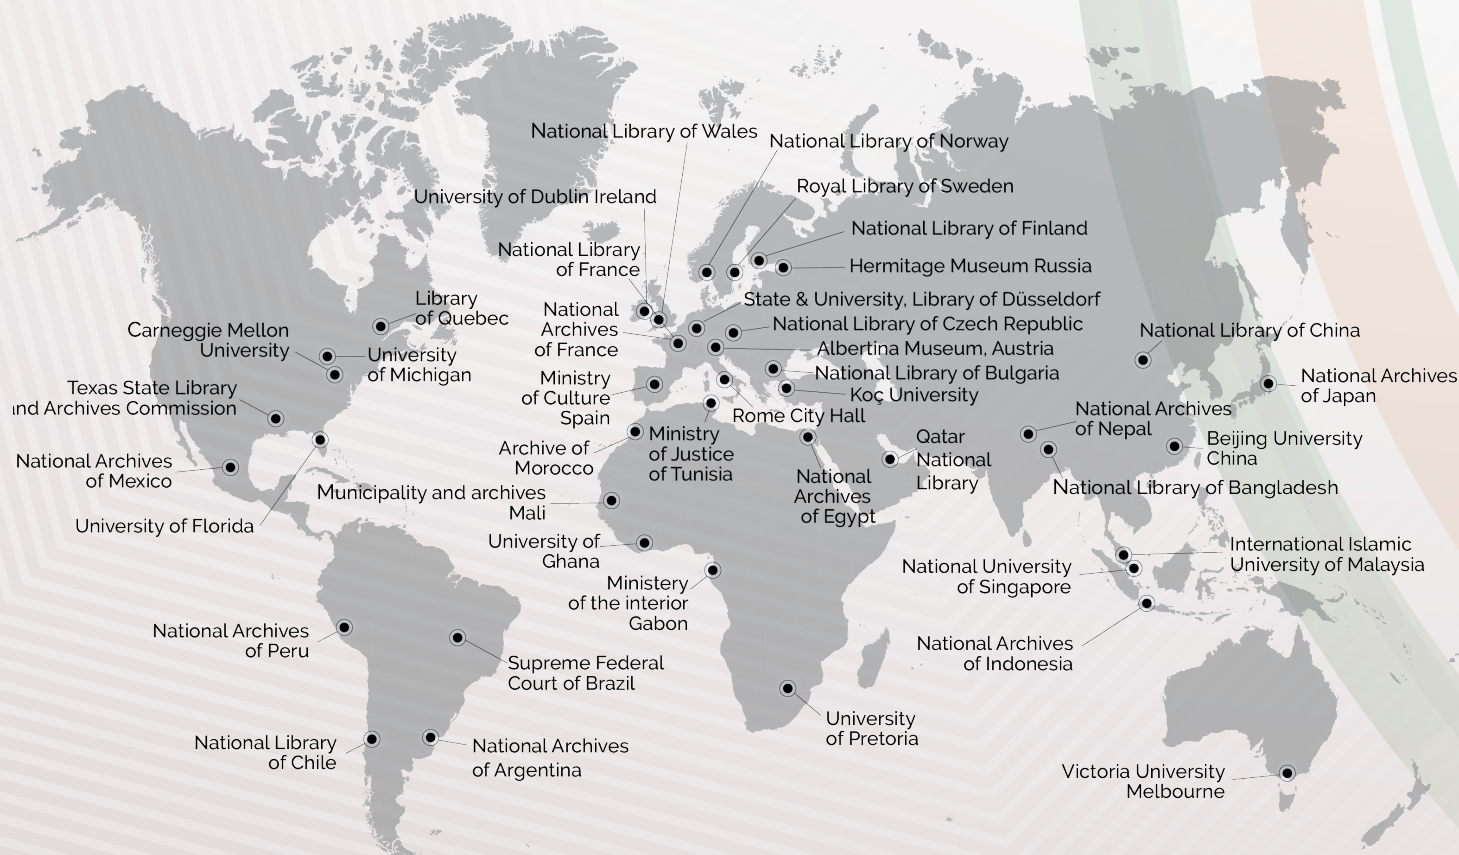 National Library of Wales
National Library of Norway
Royal Library of Sweden
University of Dublin Ireland
National Library of Finland
National Library
of France
Hermitage Museum Russia
Library
of Quebec
State & University, Library of Düsseldorf
National
Archives
of France
National Library of Czech Republic
Carneggie Mellon
University
University
of Michigan
Albertina Museum, Austria
National Library of China
National Library of Bulgaria
Ministry
of Culture
Spain
Koç University
National Archives
of Japan
Texas State Library
nd Archives Commission
Rome City Hall
National Archives
of Nepal
Archive of
Morocco
Ministry
of Justice
of Tunisia
Qatar
National
Library
Beijing University
China
National Archives
of Mexico
National
Archives
of Egypt
National Library of Bangladesh
Municipality and archives
Mali
University of Florida
University of
Ghana
International Islamic
University of Malaysia
National University
of Singapore
Ministery
of the interior
Gabon
National Archives
of Peru
National Archives
of Indonesia
Supreme Federal
Court of Brazil
University
of Pretoria
National Library
of Chile
National Archives
of Argentina
Victoria University
Melbourne